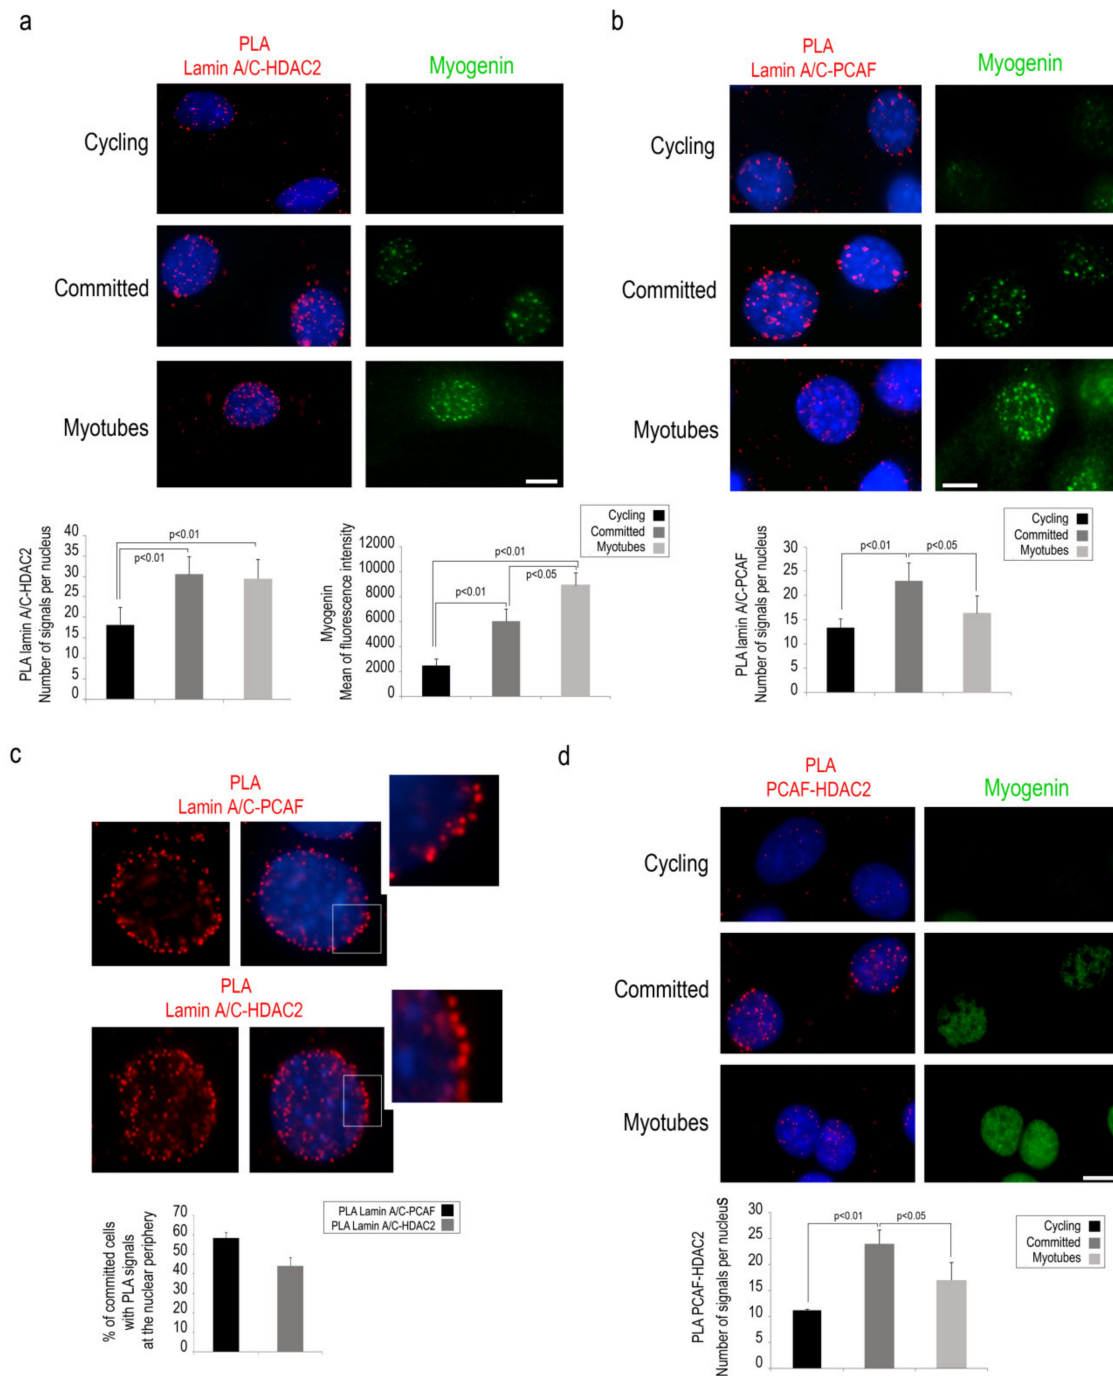 a
PLA
Lamin A/C-HDAC2
Myogenin
Cycling
Committed
Myotubes
PLA lamin A/C-HDAC2
Number of signals per nucleus
40
35
30
25
20
15
10
5
0
p<0.01
p<0.01
Myogenin
Mean of fluorescence intensity
12000
10000
8000
6000
4000
2000
0
p<0.01
p<0.05
p<0.01
Cycling
Committed
Myotubes
b
PLA
Lamin A/C-PCAF
Myogenin
Cycling
Committed
Myotubes
PLA lamin A/C-PCAF
Number of signals per nucleus
30
25
20
15
10
5
0
p<0.01
p<0.05
Cycling
Committed
Myotubes
c
PLA
Lamin A/C-PCAF
PLA
Lamin A/C-HDAC2
% of committed cells
with PLA signals
at the nuclear periphery
70
60
50
40
30
20
10
0
PLA Lamin A/C-PCAF
PLA Lamin A/C-HDAC2
d
PLA
PCAF-HDAC2
Myogenin
Cycling
Committed
Myotubes
PLA PCAF-HDAC2
Number of signals per nucleus
30
25
20
15
10
5
0
p<0.01
p<0.05
Cycling
Committed
Myotubes